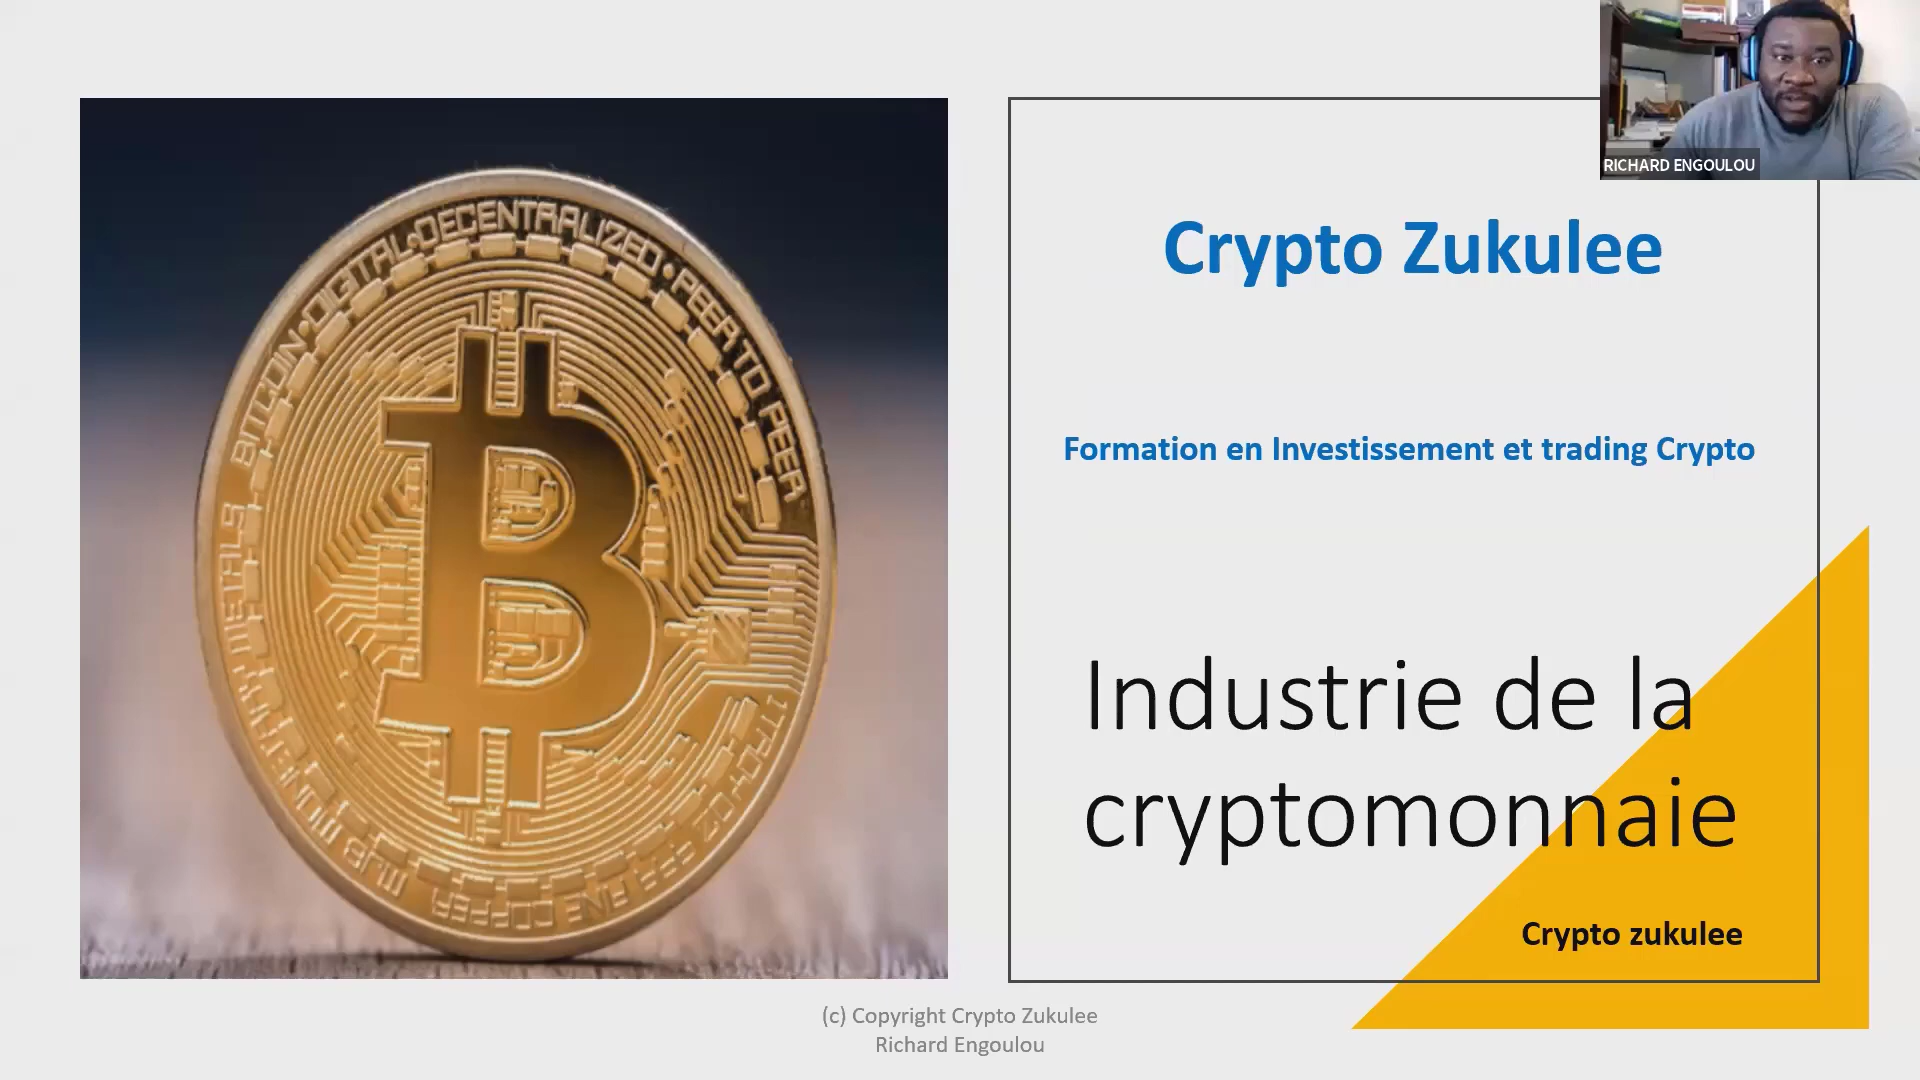 RICHARD ENGOULOU
BITCOIN • DIGITAL • DECENTRALIZED • PEER TO PEER
Crypto Zukulee
Formation en Investissement et trading Crypto
Industrie de la
cryptomonnaie
Crypto zukulee
(c) Copyright Crypto Zukulee
Richard Engoulou